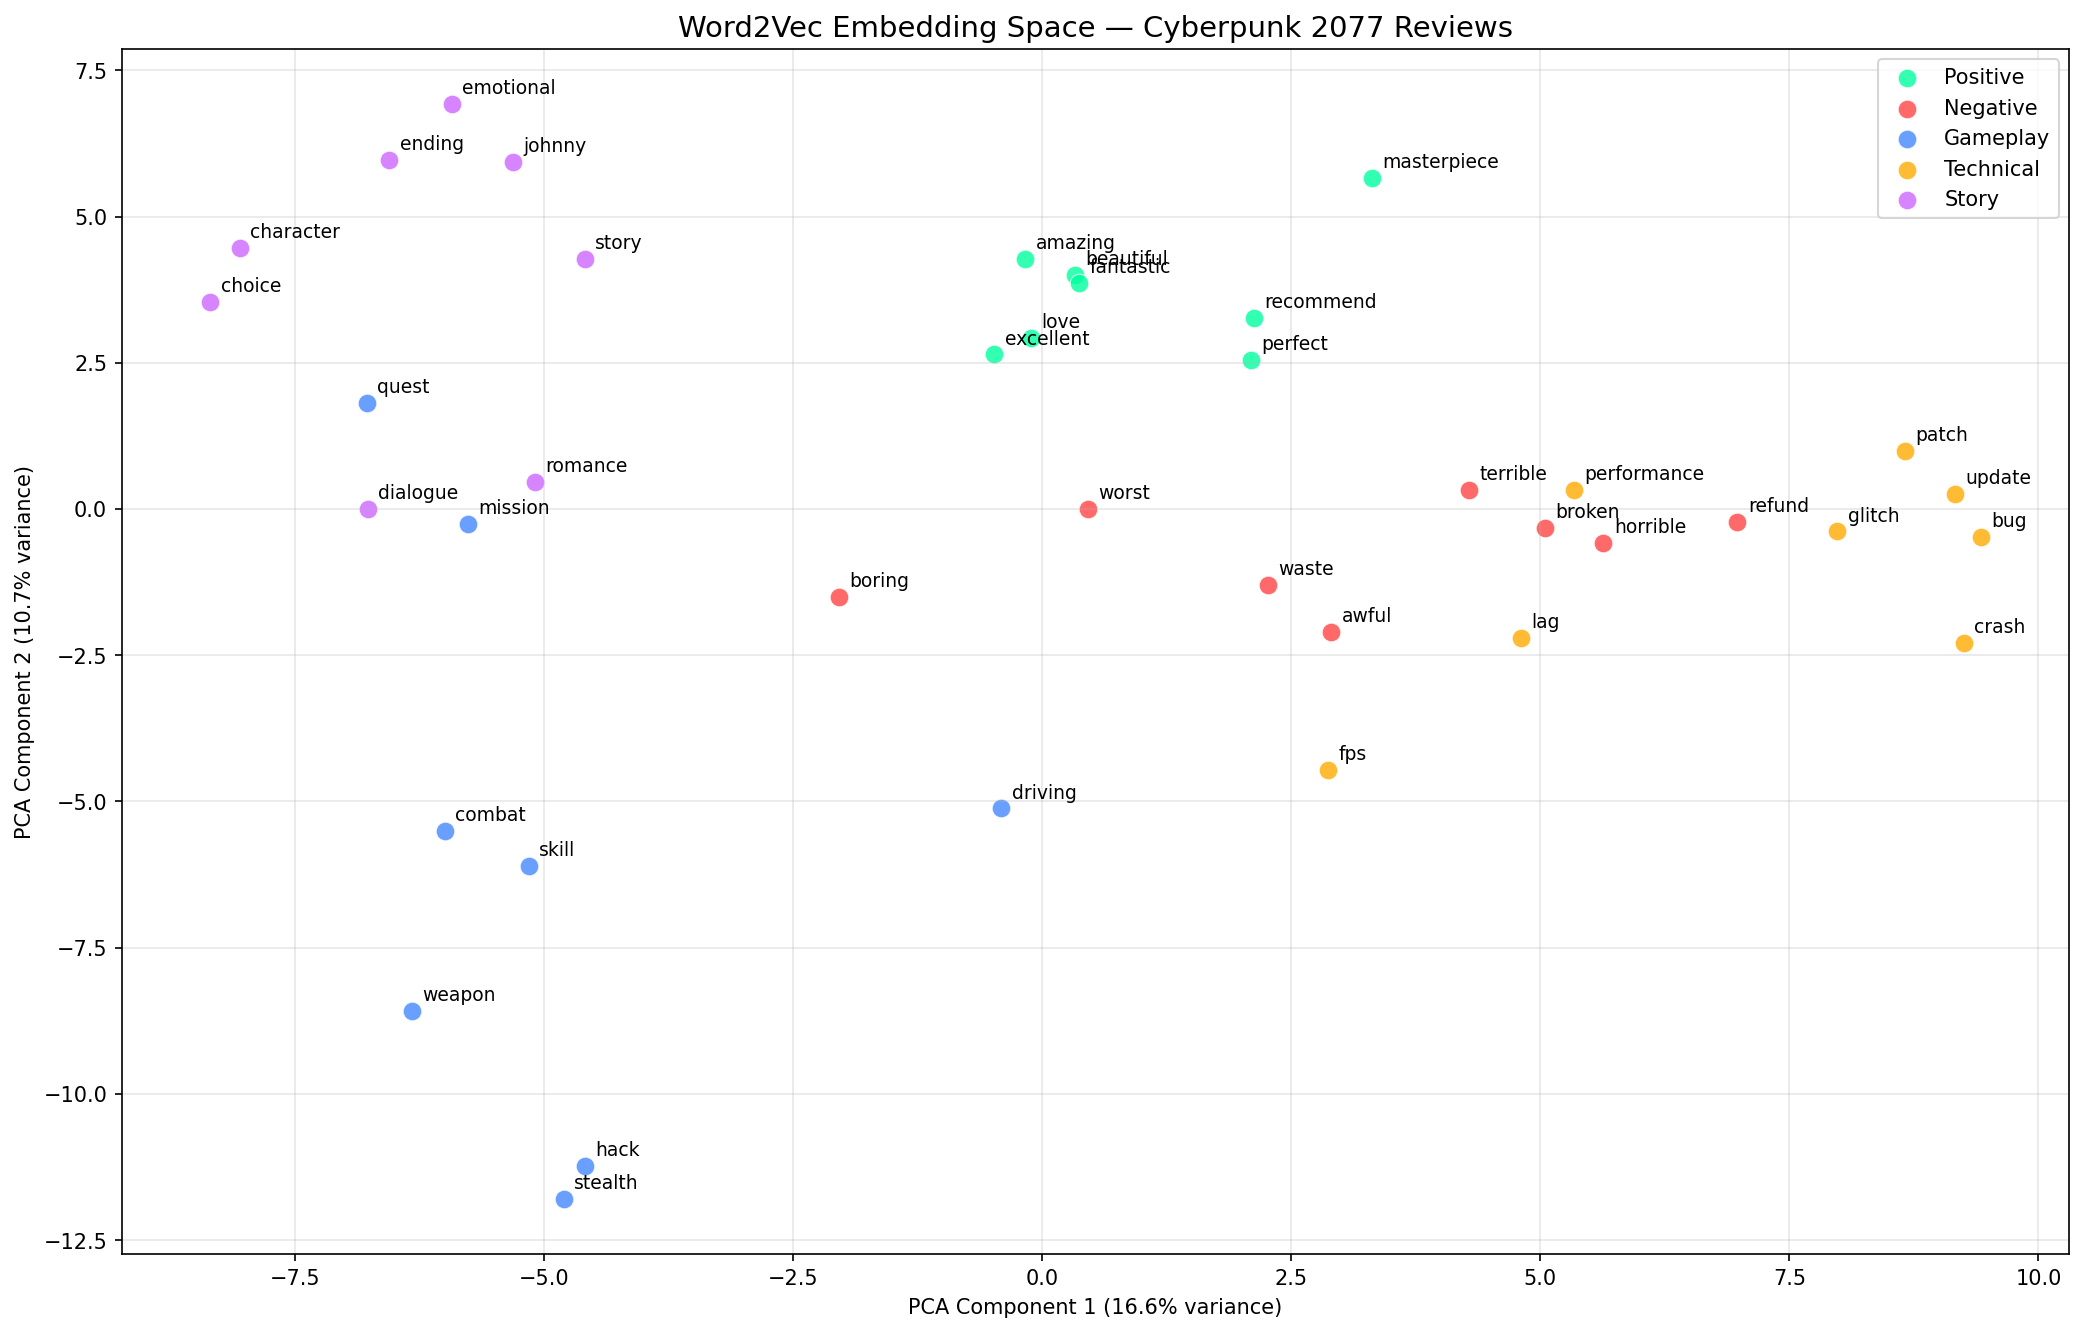 Word2Vec Embedding Space — Cyberpunk 2077 Reviews
7.5
5.0
2.5
0.0
−2.5
−5.0
−7.5
−10.0
−12.5
PCA Component 2 (10.7% variance)
Positive
Negative
Gameplay
Technical
Story
emotional
ending
johnny
masterpiece
character
story
amazing
beautiful
fantastic
choice
recommend
love
excellent
perfect
quest
patch
romance
terrible
performance
update
dialogue
mission
worst
broken
refund
glitch
horrible
bug
boring
waste
awful
lag
crash
fps
driving
combat
skill
weapon
hack
stealth
−7.5
−5.0
−2.5
0.0
2.5
5.0
7.5
10.0
PCA Component 1 (16.6% variance)